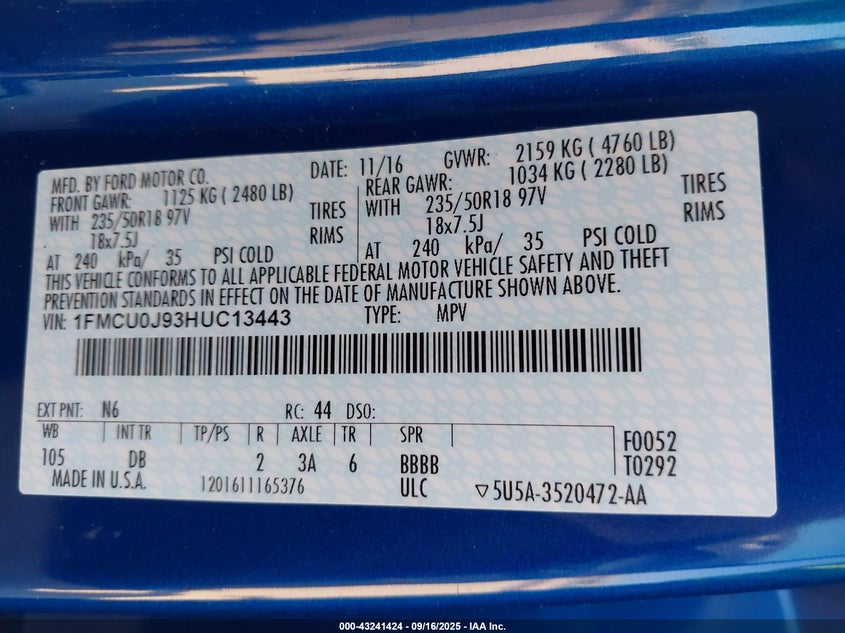 MFD. BY FORD MOTOR CO.
DATE: 11/16 GVWR: 2159 KG ( 4760 LB)
FRONT GAWR: 1125 KG ( 2480 LB)
REAR GAWR: 1034 KG ( 2280 LB)
WITH 235/50R18 97V TIRES
WITH 235/50R18 97V TIRES
18x7.5J RIMS
18x7.5J RIMS
AT 240 kPa/ 35 PSI COLD
AT 240 kPa/ 35 PSI COLD
THIS VEHICLE CONFORMS TO ALL APPLICABLE FEDERAL MOTOR VEHICLE SAFETY AND THEFT
PREVENTION STANDARDS IN EFFECT ON THE DATE OF MANUFACTURE SHOWN ABOVE.
VIN: 1FMCU0J93HUC13443 TYPE: MPV
EXT PNT: N6 RC: 44 DSO:
WB INT TR TP/PS R AXLE TR SPR
105 DB 2 3A 6 BBBB
F0052
T0292
MADE IN U.S.A. 1201611165376 ULC ▽5U5A-3520472-AA
000-43241424 - 09/16/2025 - IAA Inc.